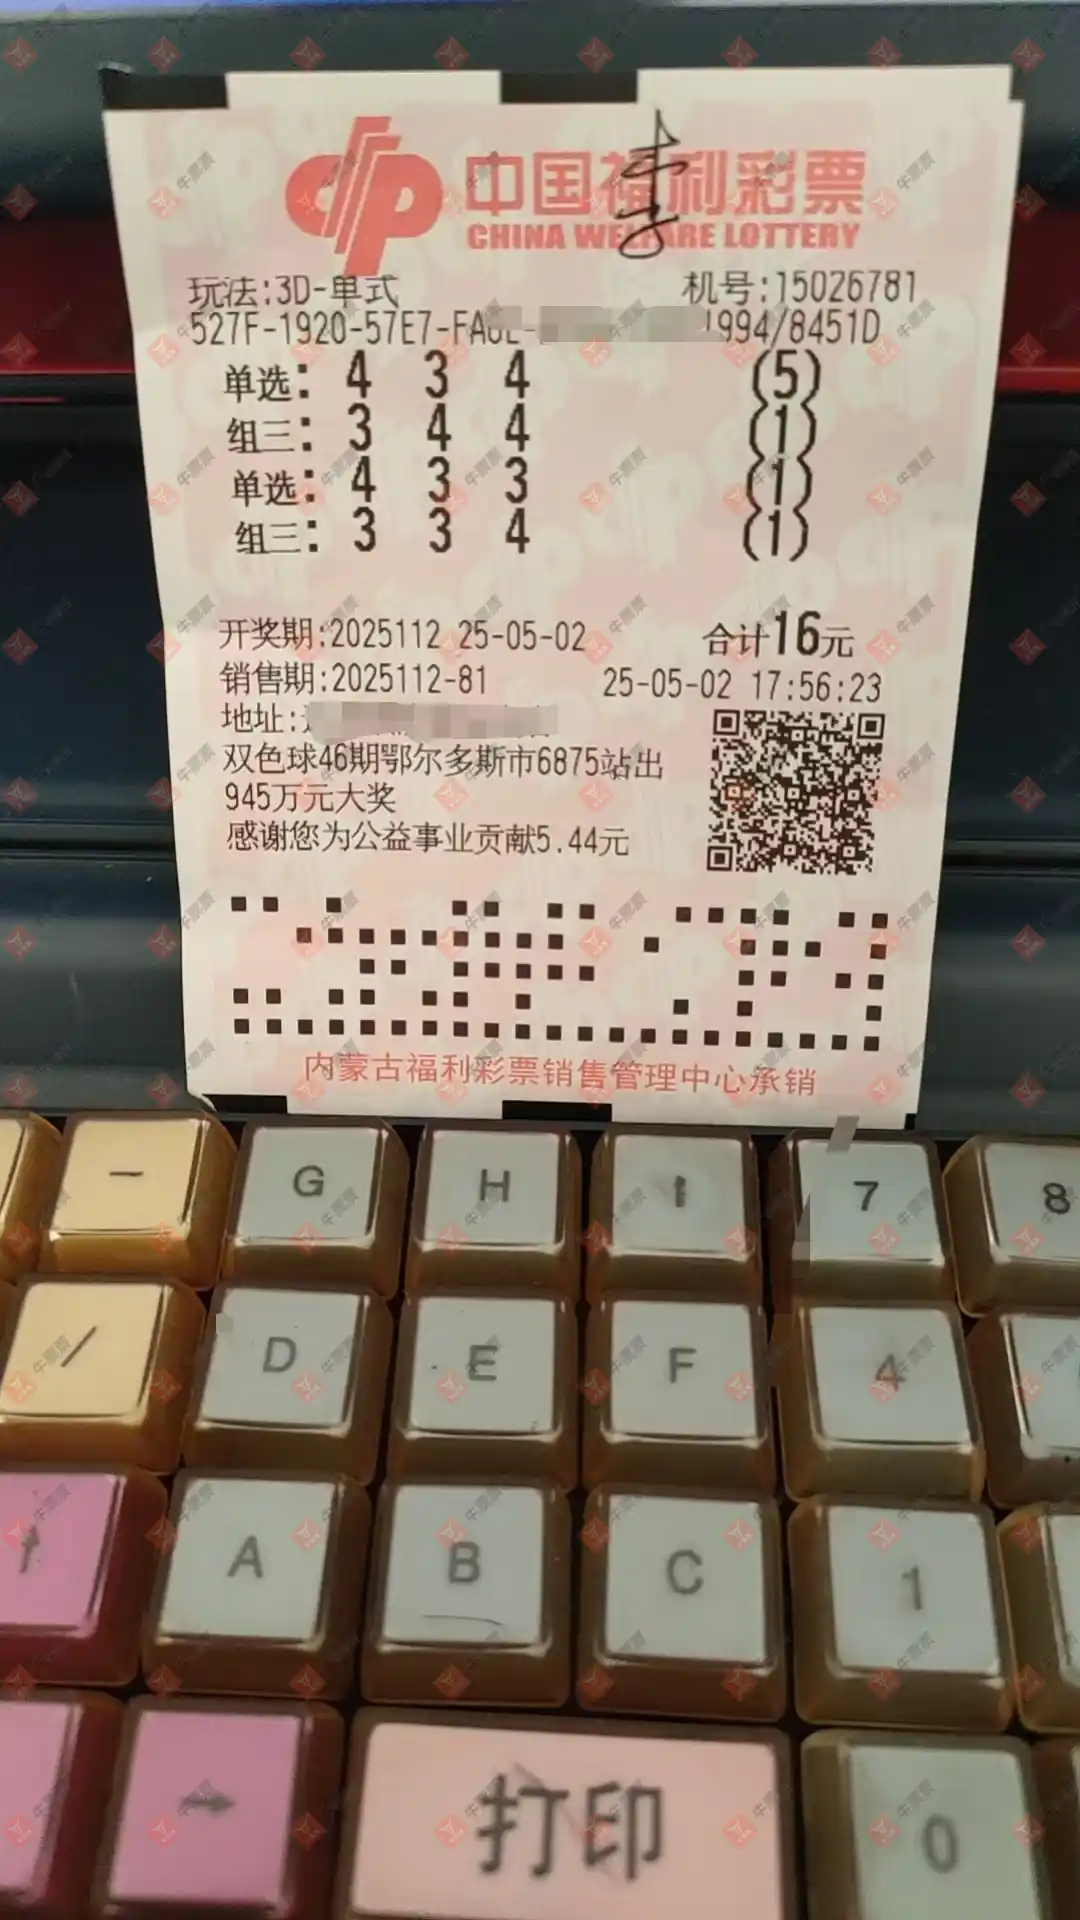 中国福利彩票
CHINA WELFARE LOTTERY
玩法:3D-单式 机号:15026781
527F-1920-57E7-FA 994/8451D
单选: 4 3 4 (5)
组三: 3 4 4 (1)
单选: 4 3 3 (1)
组三: 3 3 4 (1)
开奖期:2025112 25-05-02 合计16元
销售期:2025112-81 25-05-02 17:56:23
地址:
双色球46期鄂尔多斯市6875站出
945万元大奖
感谢您为公益事业贡献5.44元
内蒙古福利彩票销售管理中心承销
- G H 7 8
/ D E F 4
↑ A B C 1
→ 打印 0
牛票票